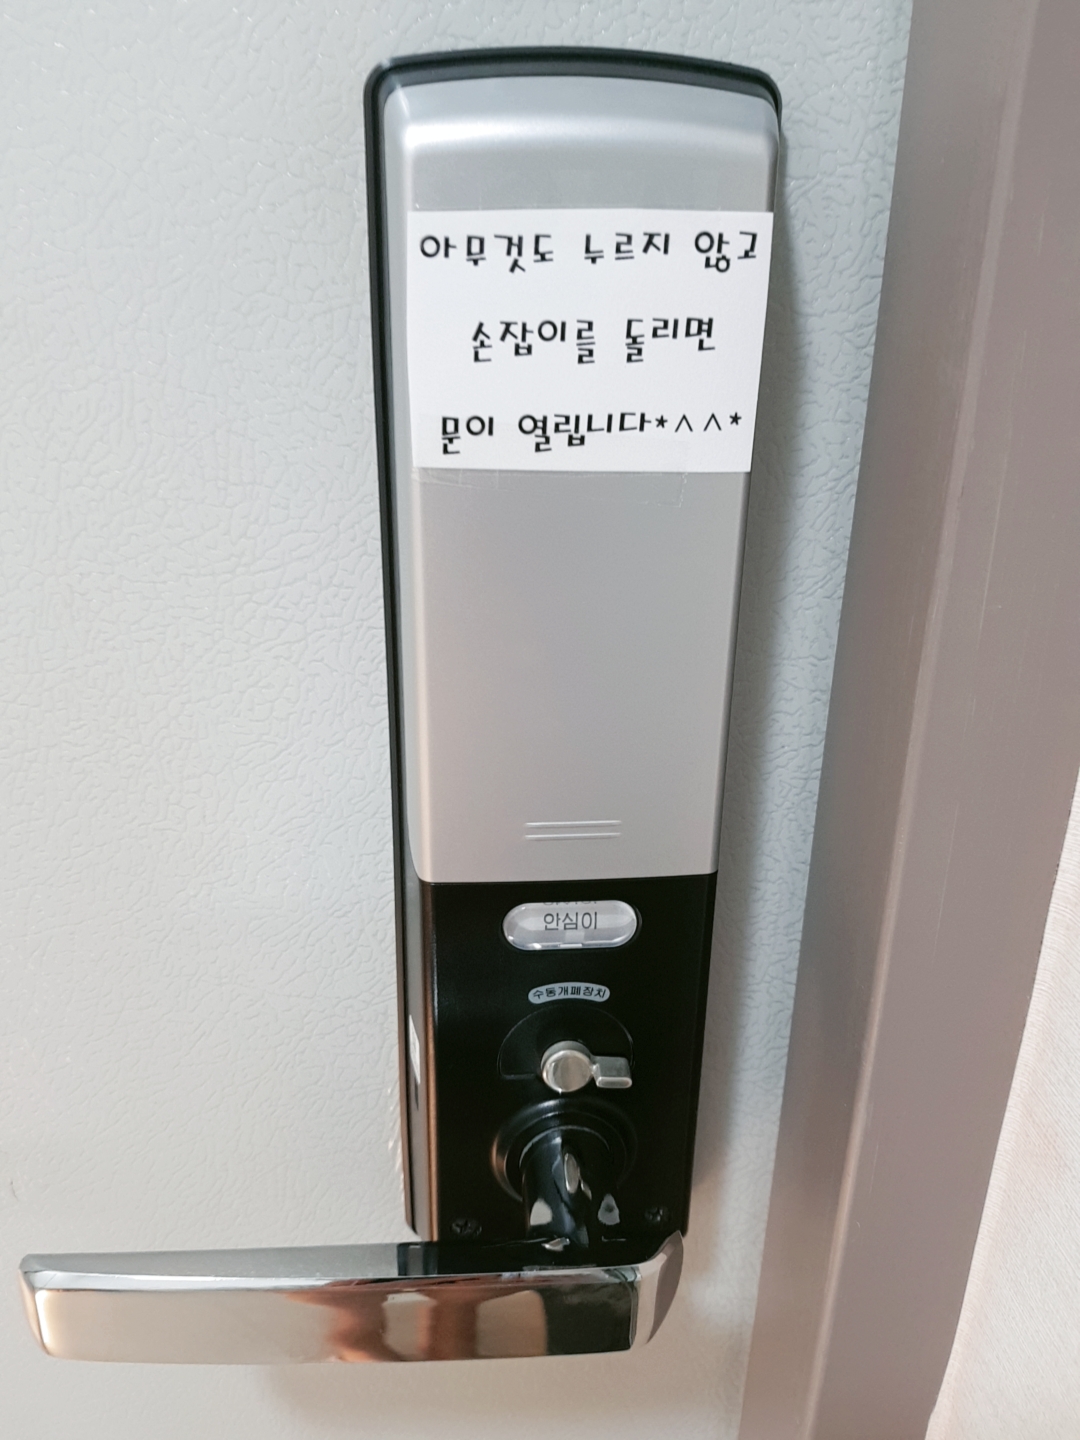 아무것도 누르지 않고
손잡이를 돌리면
문이 열립니다*^^*
안심이
수동개폐장치